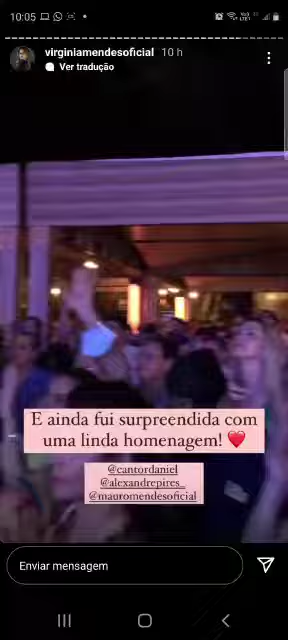 10:05
virginiamendesoficial 10 h
Ver tradução
E ainda fui surpreendida com
uma linda homenagem!
@cantordaniel
@alexandrepires_
@mauromendesoficial
Enviar mensagem